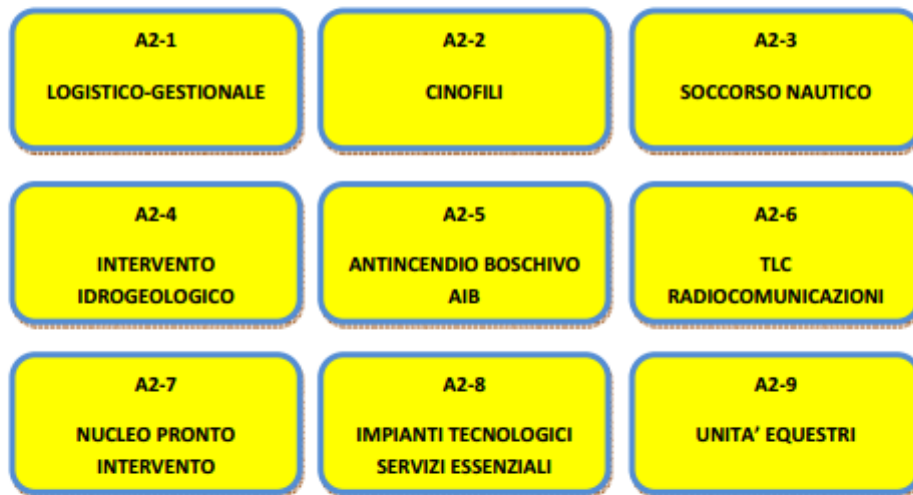 A2-1
LOGISTICO-GESTIONALE
A2-2
CINOFILI
A2-3
SOCCORSO NAUTICO
A2-4
INTERVENTO
IDROGEOLOGICO
A2-5
ANTINCENDIO BOSCHIVO
AIB
A2-6
TLC
RADIOCOMUNICAZIONI
A2-7
NUCLEO PRONTO
INTERVENTO
A2-8
IMPIANTI TECNOLOGICI
SERVIZI ESSENZIALI
A2-9
UNITA’ EQUESTRI